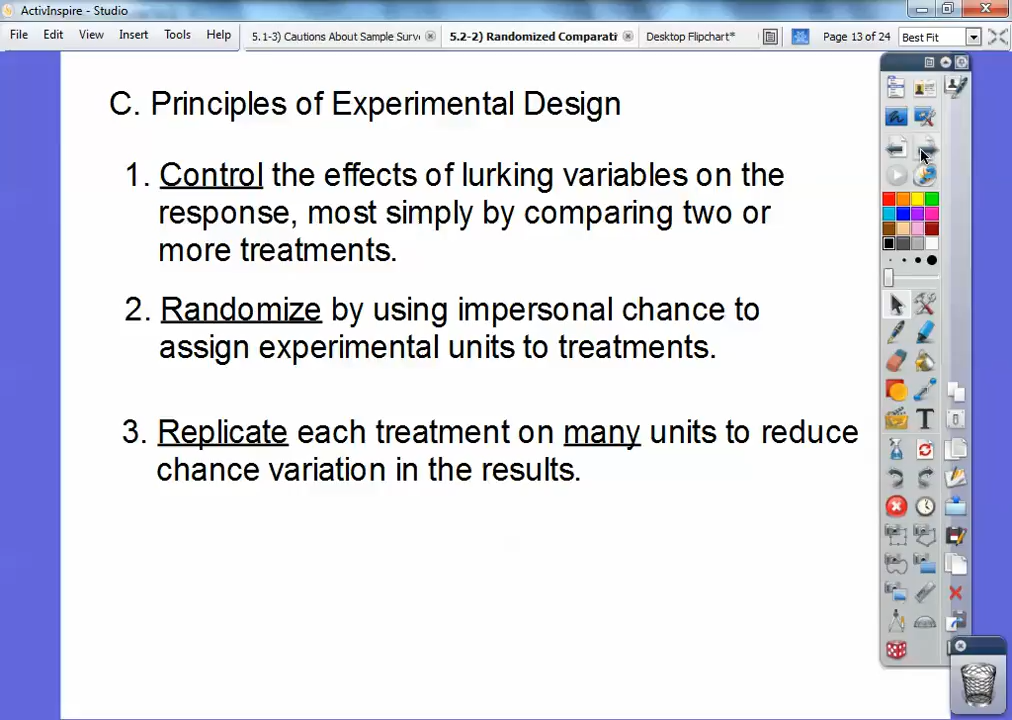 ActivInspire - Studio
File Edit View Insert Tools Help
5.1-3) Cautions About Sample Surv
5.2-2) Randomized Comparati
Desktop Flipchart*
Page 13 of 24
Best Fit
C. Principles of Experimental Design
1. Control the effects of lurking variables on the
response, most simply by comparing two or
more treatments.
2. Randomize by using impersonal chance to
assign experimental units to treatments.
3. Replicate each treatment on many units to reduce
chance variation in the results.
T